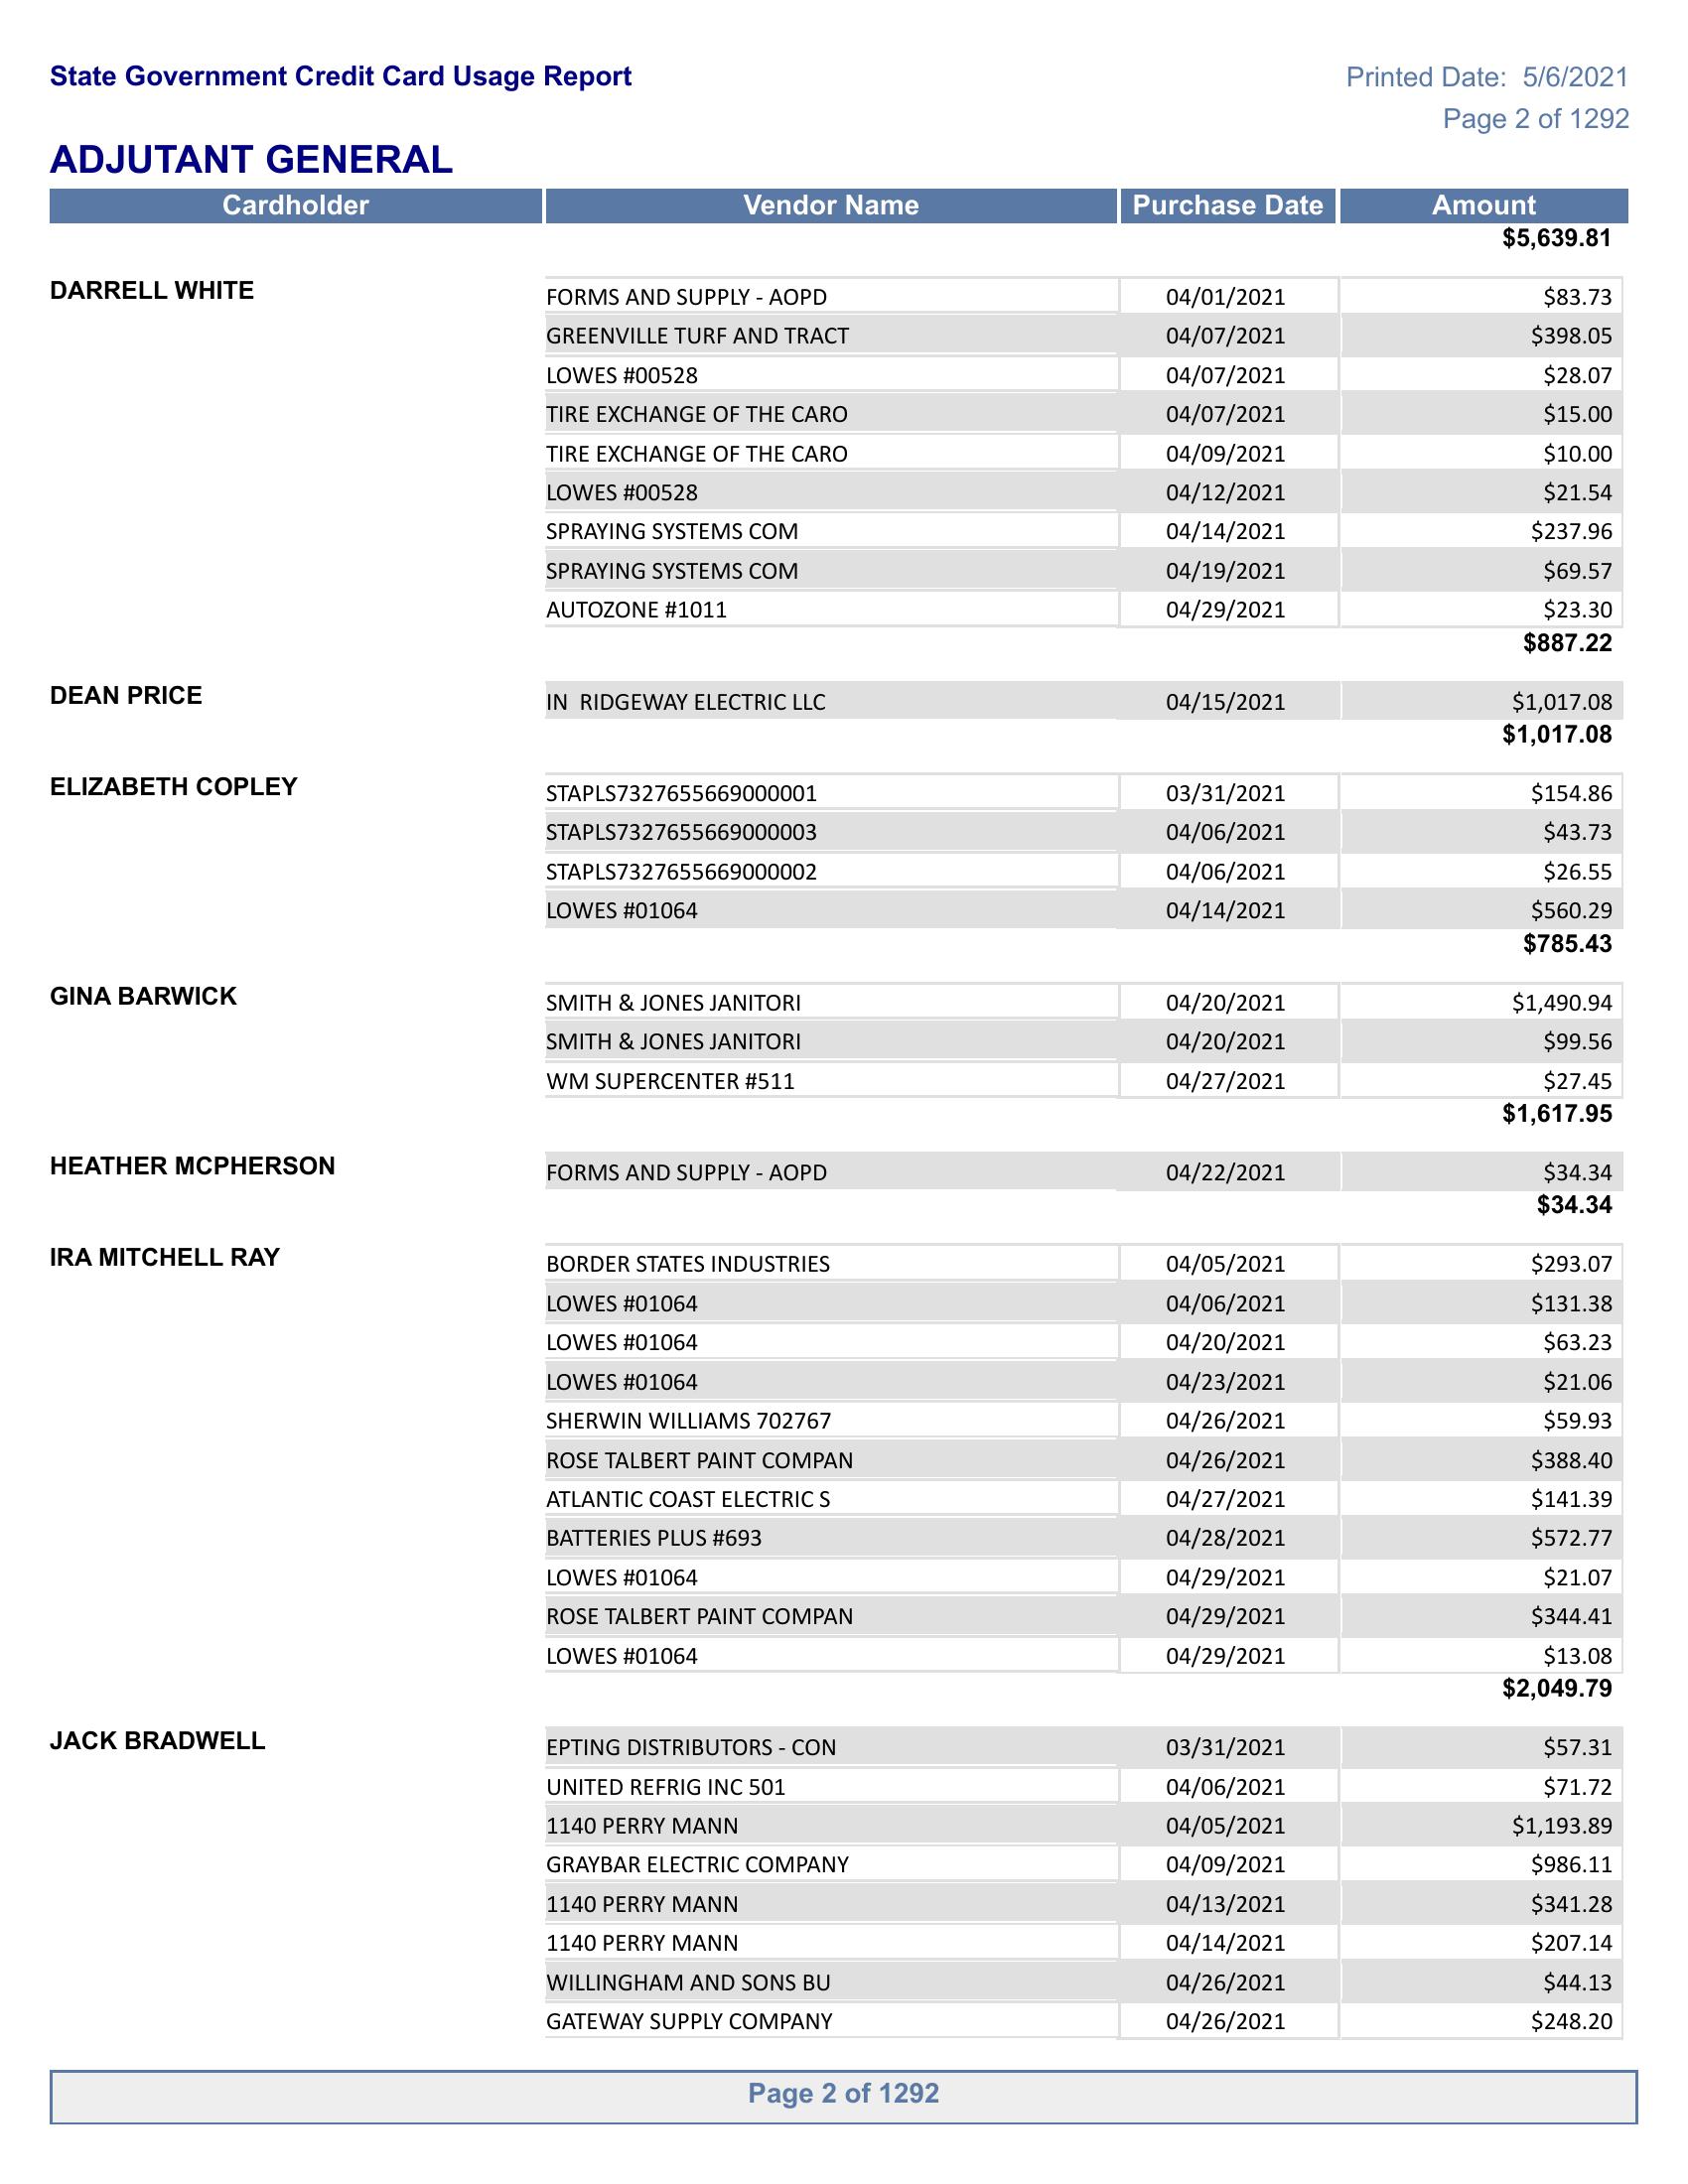 State Government Credit Card Usage Report
Printed Date: 5/6/2021
Page 2 of 1292
ADJUTANT GENERAL
Cardholder Vendor Name Purchase Date Amount
$5,639.81
DARRELL WHITE FORMS AND SUPPLY - AOPD 04/01/2021 $83.73
GREENVILLE TURF AND TRACT 04/07/2021 $398.05
LOWES #00528 04/07/2021 $28.07
TIRE EXCHANGE OF THE CARO 04/07/2021 $15.00
TIRE EXCHANGE OF THE CARO 04/09/2021 $10.00
LOWES #00528 04/12/2021 $21.54
SPRAYING SYSTEMS COM 04/14/2021 $237.96
SPRAYING SYSTEMS COM 04/19/2021 $69.57
AUTOZONE #1011 04/29/2021 $23.30
$887.22
DEAN PRICE IN RIDGEWAY ELECTRIC LLC 04/15/2021 $1,017.08
$1,017.08
ELIZABETH COPLEY STAPLS7327655669000001 03/31/2021 $154.86
STAPLS7327655669000003 04/06/2021 $43.73
STAPLS7327655669000002 04/06/2021 $26.55
LOWES #01064 04/14/2021 $560.29
$785.43
GINA BARWICK SMITH & JONES JANITORI 04/20/2021 $1,490.94
SMITH & JONES JANITORI 04/20/2021 $99.56
WM SUPERCENTER #511 04/27/2021 $27.45
$1,617.95
HEATHER MCPHERSON FORMS AND SUPPLY - AOPD 04/22/2021 $34.34
$34.34
IRA MITCHELL RAY BORDER STATES INDUSTRIES 04/05/2021 $293.07
LOWES #01064 04/06/2021 $131.38
LOWES #01064 04/20/2021 $63.23
LOWES #01064 04/23/2021 $21.06
SHERWIN WILLIAMS 702767 04/26/2021 $59.93
ROSE TALBERT PAINT COMPAN 04/26/2021 $388.40
ATLANTIC COAST ELECTRIC S 04/27/2021 $141.39
BATTERIES PLUS #693 04/28/2021 $572.77
LOWES #01064 04/29/2021 $21.07
ROSE TALBERT PAINT COMPAN 04/29/2021 $344.41
LOWES #01064 04/29/2021 $13.08
$2,049.79
JACK BRADWELL EPTING DISTRIBUTORS - CON 03/31/2021 $57.31
UNITED REFRIG INC 501 04/06/2021 $71.72
1140 PERRY MANN 04/05/2021 $1,193.89
GRAYBAR ELECTRIC COMPANY 04/09/2021 $986.11
1140 PERRY MANN 04/13/2021 $341.28
1140 PERRY MANN 04/14/2021 $207.14
WILLINGHAM AND SONS BU 04/26/2021 $44.13
GATEWAY SUPPLY COMPANY 04/26/2021 $248.20
Page 2 of 1292